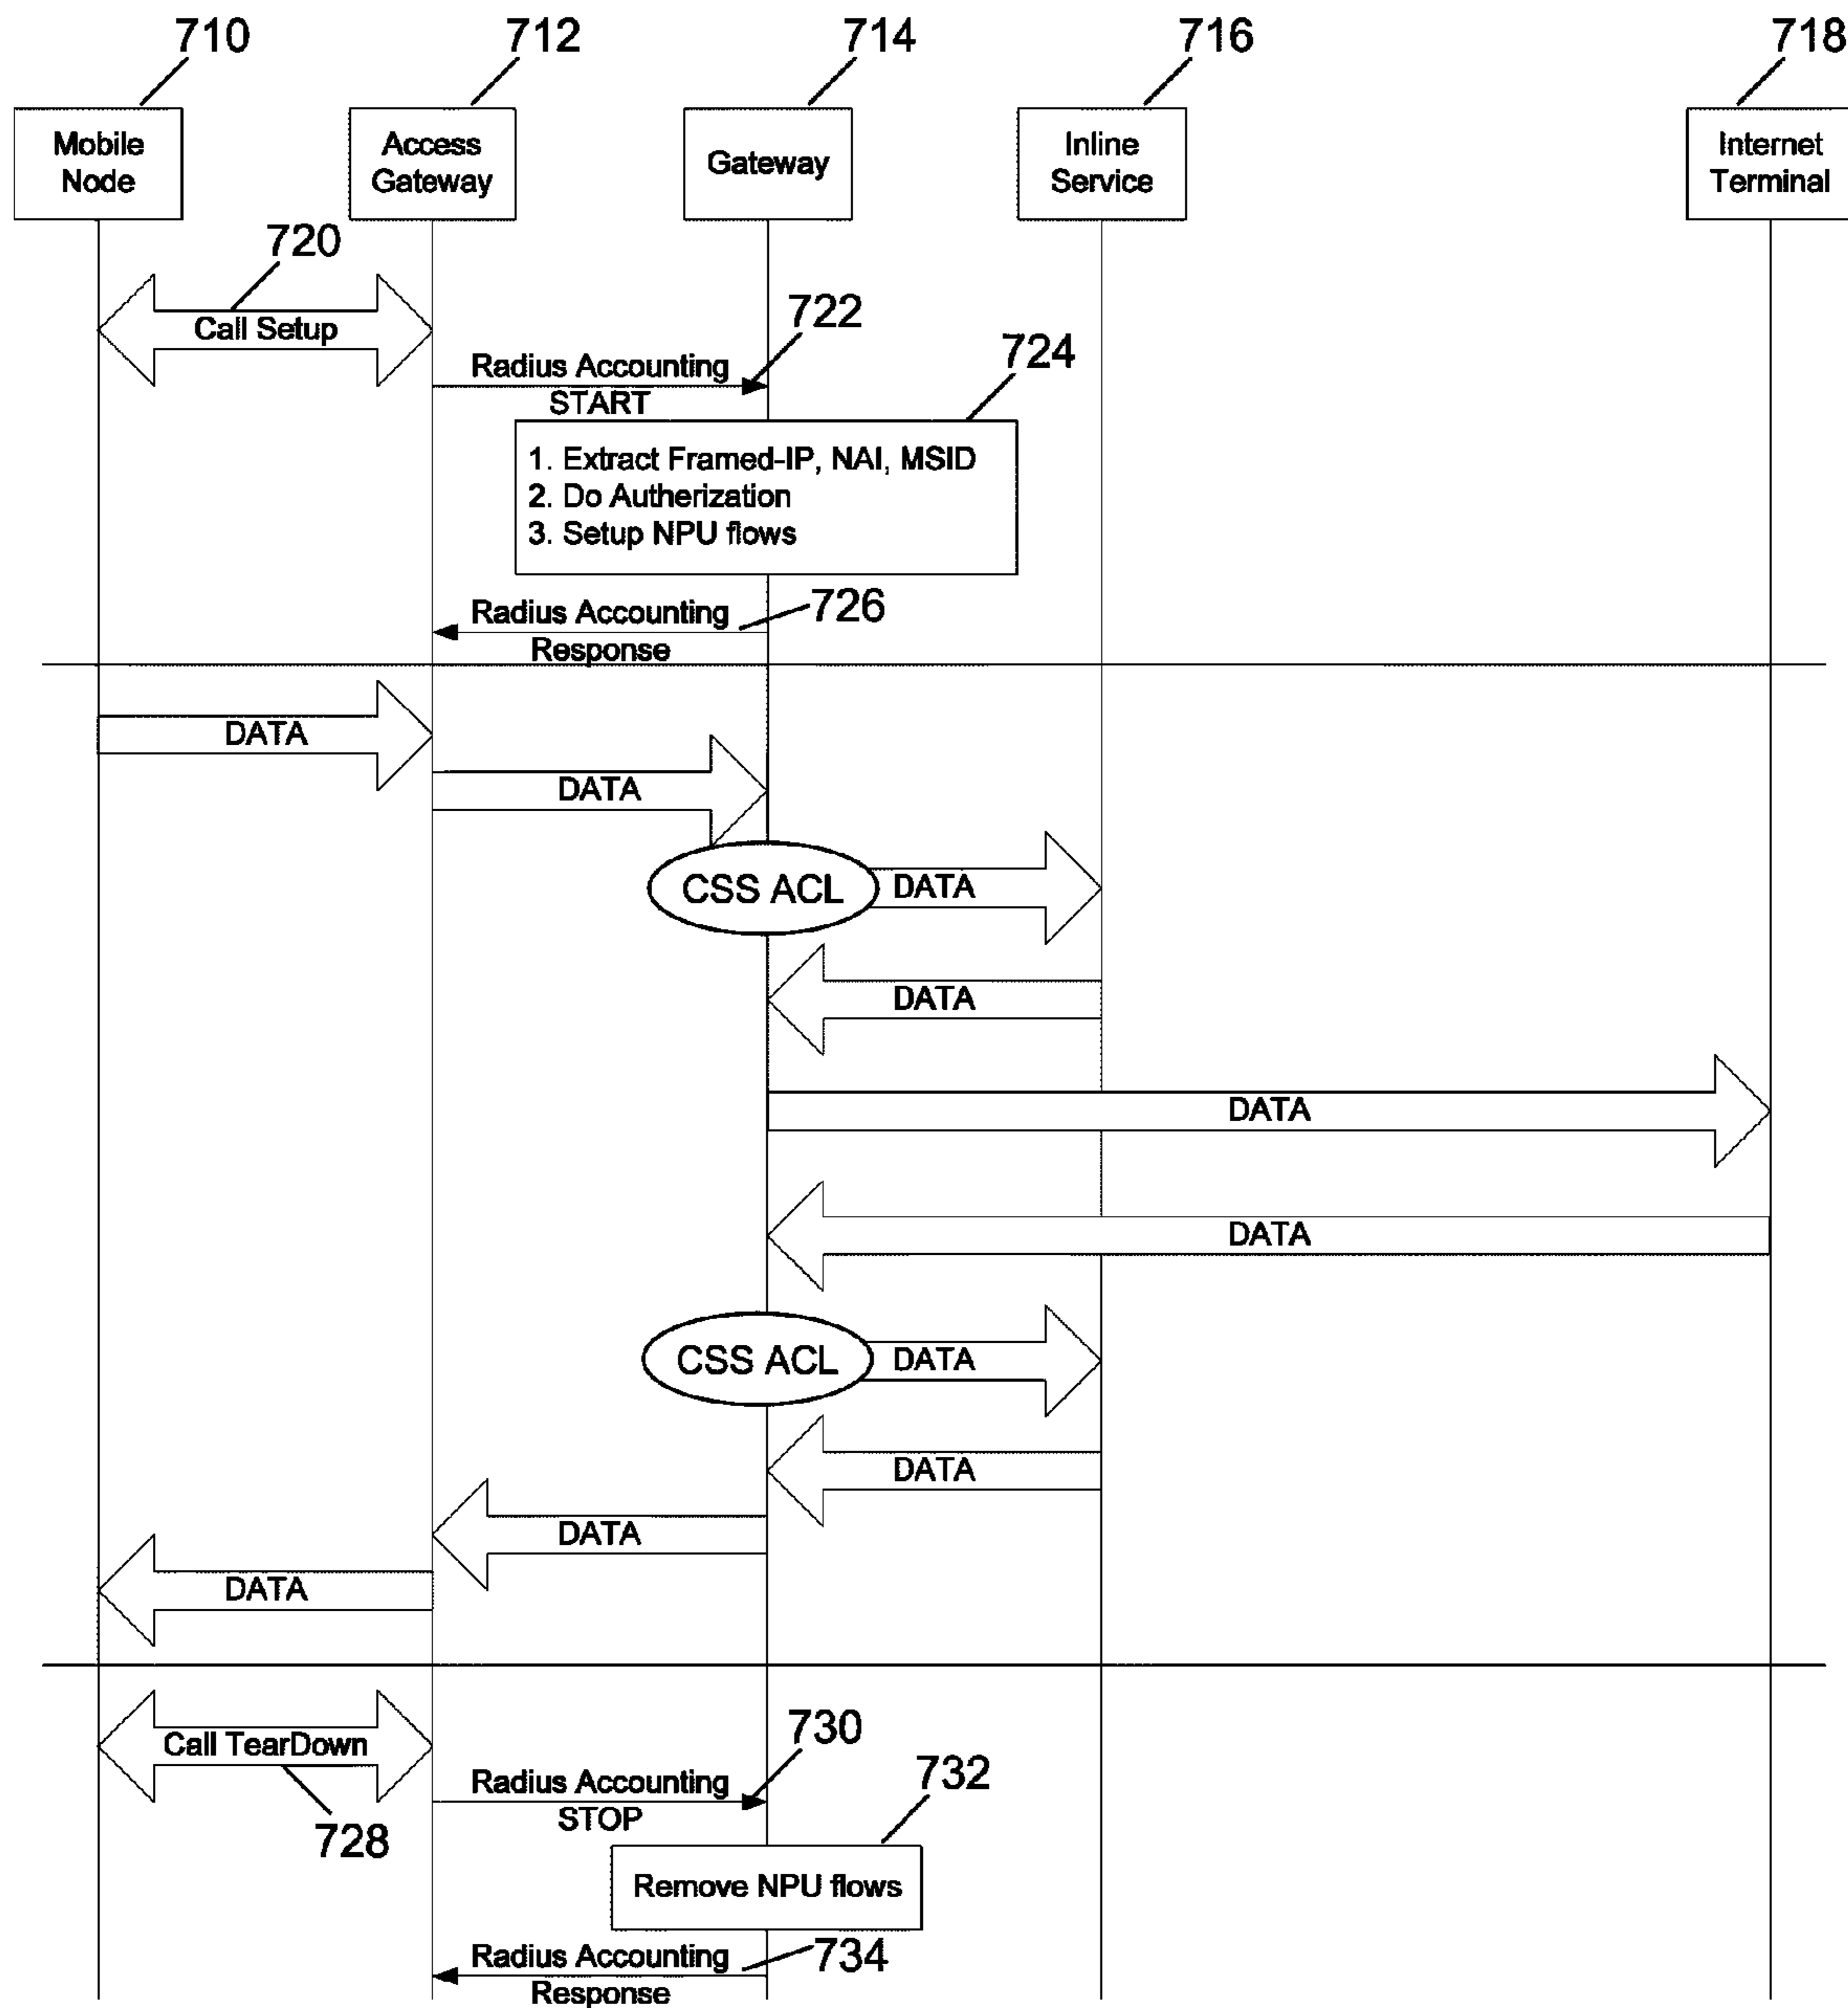 710
712
714
716
718
Mobile
Node
Access
Gateway
Gateway
Inline
Service
Internet
Terminal
720
Call Setup
722
Radius Accounting
START
724
1. Extract Framed-IP, NAI, MSID
2. Do Autherization
3. Setup NPU flows
Radius Accounting
726
Response
DATA
DATA
CSS ACL
DATA
DATA
DATA
DATA
CSS ACL
DATA
DATA
DATA
DATA
Call TearDown
728
730
Radius Accounting
STOP
732
Remove NPU flows
Radius Accounting
734
Response